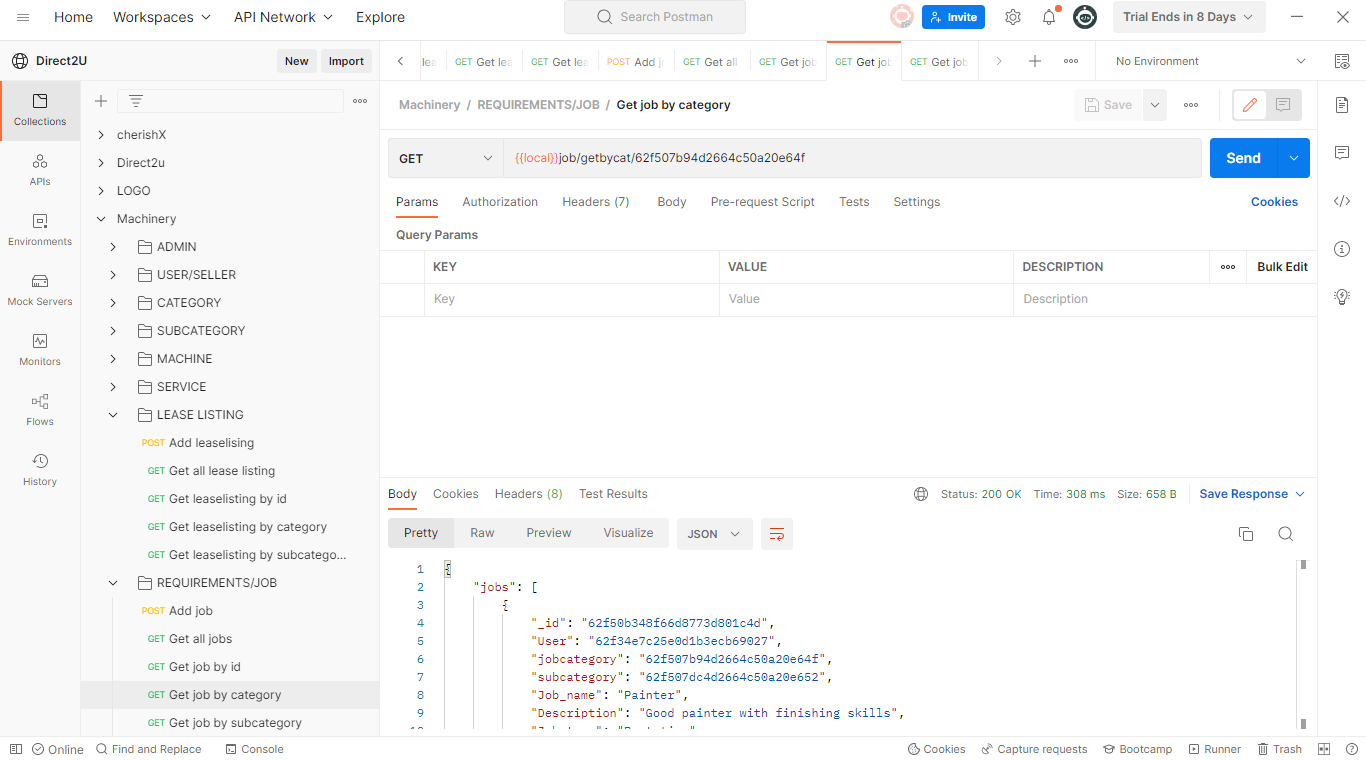 Home Workspaces API Network Explore Search Postman Invite Trial Ends in 8 Days
Direct2U New Import Get lea Get lea POST Add jo GET Get all GET Get job GET Get job GET Get job No Environment
Collections
APIs
Environments
Mock Servers
Monitors
Flows
History
cherishX
Direct2u
LOGO
Machinery
ADMIN
USER/SELLER
CATEGORY
SUBCATEGORY
MACHINE
SERVICE
LEASE LISTING
POST Add leaselising
GET Get all lease listing
GET Get leaselisting by id
GET Get leaselisting by category
GET Get leaselisting by subcatego...
REQUIREMENTS/JOB
POST Add job
GET Get all jobs
GET Get job by id
GET Get job by category
GET Get job by subcategory
Machinery / REQUIREMENTS/JOB / Get job by category Save
GET {{local}}job/getbycat/62f507b94d2664c50a20e64f Send
Params Authorization Headers (7) Body Pre-request Script Tests Settings Cookies
Query Params
KEY VALUE DESCRIPTION Bulk Edit
Key Value Description
Body Cookies Headers (8) Test Results Status: 200 OK Time: 308 ms Size: 658 B Save Response
Pretty Raw Preview Visualize JSON
1 {
2 "jobs": [
3 {
4 "_id": "62f50b348f66d8773d801c4d",
5 "User": "62f34e7c25e0d1b3ecb69027",
6 "jobcategory": "62f507b94d2664c50a20e64f",
7 "subcategory": "62f507dc4d2664c50a20e652",
8 "Job_name": "Painter",
9 "Description": "Good painter with finishing skills",
Online Find and Replace Console Cookies Capture requests Bootcamp Runner Trash